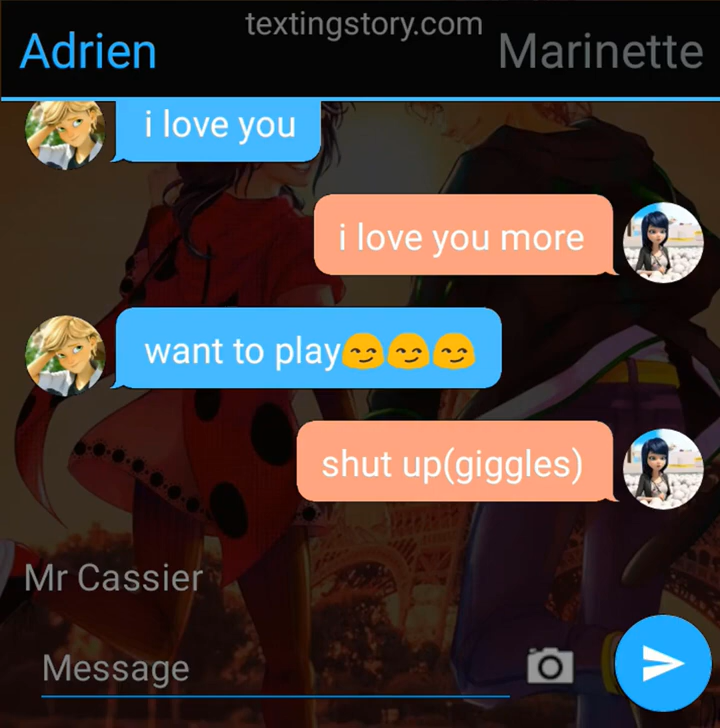 textingstory.com
Adrien
Marinette
i love you
i love you more
want to play😏😏😏
shut up(giggles)
Mr Cassier
Message